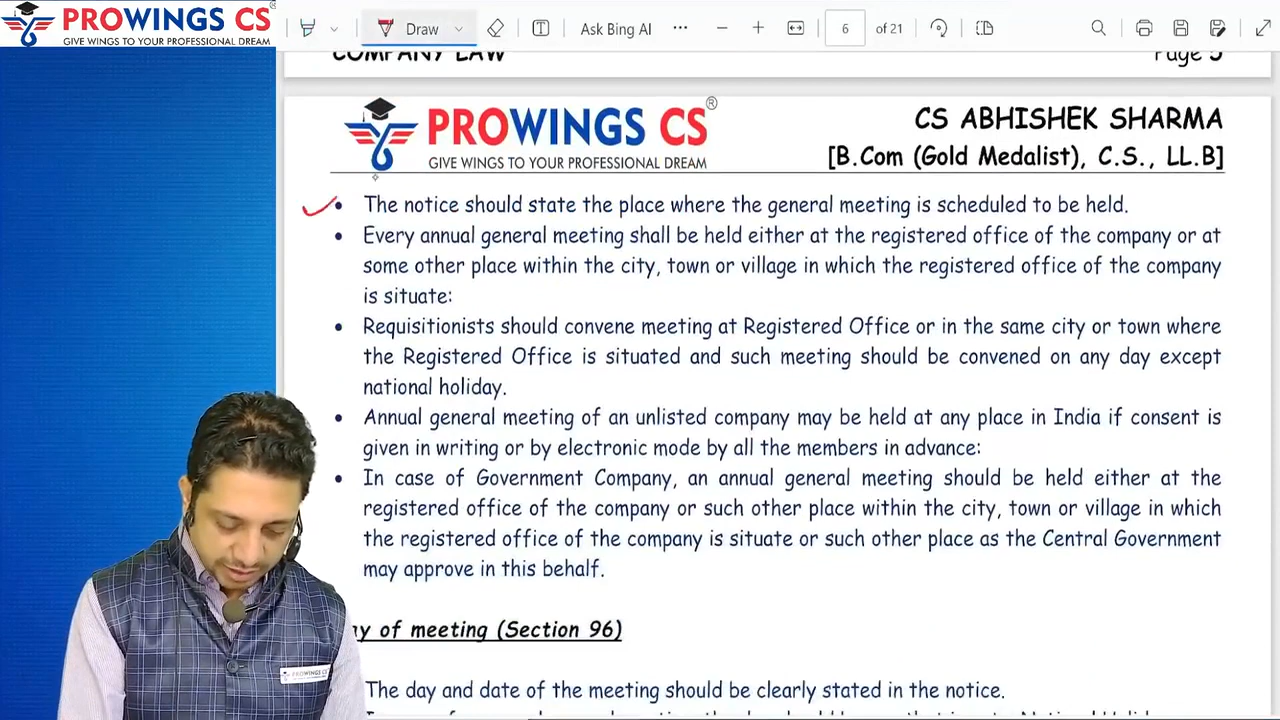 PROWINGS CS®
GIVE WINGS TO YOUR PROFESSIONAL DREAM
Draw
Ask Bing AI
6 of 21
COMPANY LAW Page 5
PROWINGS CS®
GIVE WINGS TO YOUR PROFESSIONAL DREAM
CS ABHISHEK SHARMA
[B.Com (Gold Medalist), C.S., LL.B]
• The notice should state the place where the general meeting is scheduled to be held.
• Every annual general meeting shall be held either at the registered office of the company or at
some other place within the city, town or village in which the registered office of the company
is situate:
• Requisitionists should convene meeting at Registered Office or in the same city or town where
the Registered Office is situated and such meeting should be convened on any day except
national holiday.
• Annual general meeting of an unlisted company may be held at any place in India if consent is
given in writing or by electronic mode by all the members in advance:
• In case of Government Company, an annual general meeting should be held either at the
registered office of the company or such other place within the city, town or village in which
the registered office of the company is situate or such other place as the Central Government
may approve in this behalf.
ay of meeting (Section 96)
The day and date of the meeting should be clearly stated in the notice.
PROWINGS CS